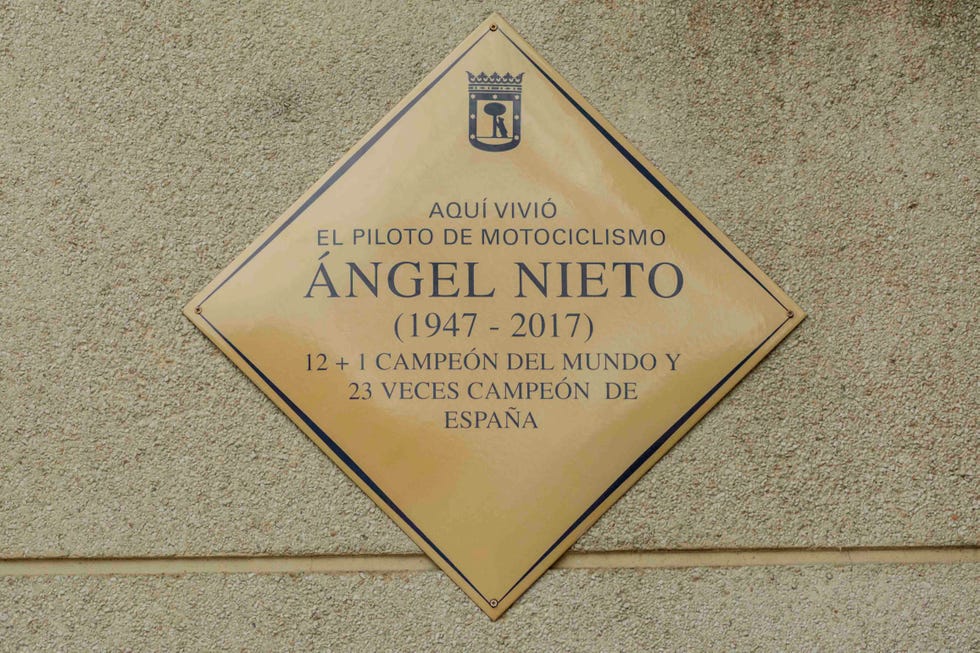 AQUÍ VIVIÓ
EL PILOTO DE MOTOCICLISMO
ÁNGEL NIETO
(1947 - 2017)
12 + 1 CAMPEÓN DEL MUNDO Y
23 VECES CAMPEÓN DE
ESPAÑA